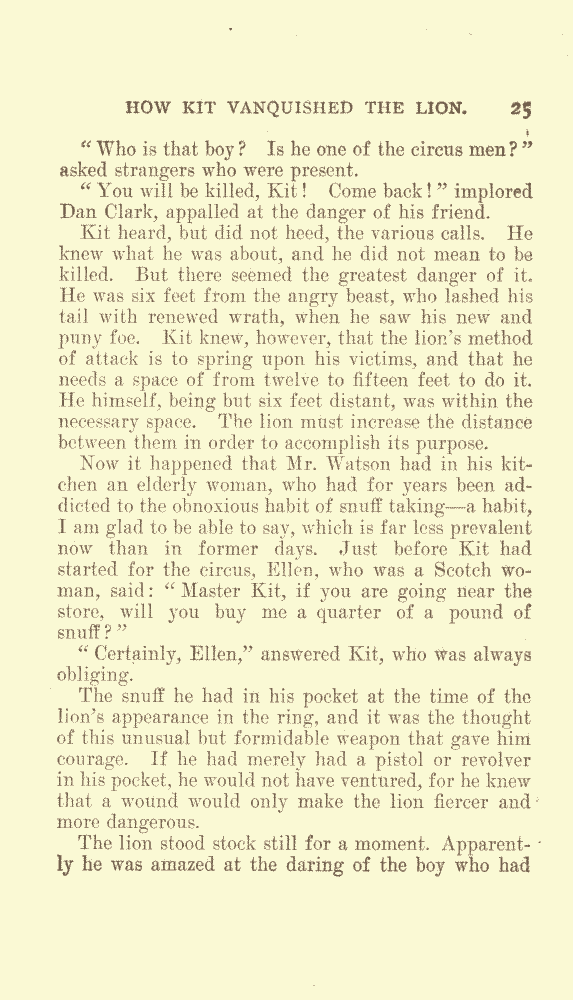 HOW KIT VANQUISHED THE LION. 25
“Who is that boy? Is he one of the circus men?”
asked strangers who were present.
“You will be killed, Kit! Come back!” implored
Dan Clark, appalled at the danger of his friend.
Kit heard, but did not heed, the various calls. He
knew what he was about, and he did not mean to be
killed. But there seemed the greatest danger of it.
He was six feet from the angry beast, who lashed his
tail with renewed wrath, when he saw his new and
puny foe. Kit knew, however, that the lion’s method
of attack is to spring upon his victims, and that he
needs a space of from twelve to fifteen feet to do it.
He himself, being but six feet distant, was within the
necessary space. The lion must increase the distance
between them in order to accomplish its purpose.
Now it happened that Mr. Watson had in his kit-
chen an elderly woman, who had for years been ad-
dicted to the obnoxious habit of snuff taking—a habit,
I am glad to be able to say, which is far less prevalent
now than in former days. Just before Kit had
started for the circus, Ellen, who was a Scotch wo-
man, said: “Master Kit, if you are going near the
store, will you buy me a quarter of a pound of
snuff?”
“Certainly, Ellen,” answered Kit, who was always
obliging.
The snuff he had in his pocket at the time of the
lion’s appearance in the ring, and it was the thought
of this unusual but formidable weapon that gave him
courage. If he had merely had a pistol or revolver
in his pocket, he would not have ventured, for he knew
that a wound would only make the lion fiercer and
more dangerous.
The lion stood stock still for a moment. Apparent-
ly he was amazed at the daring of the boy who had